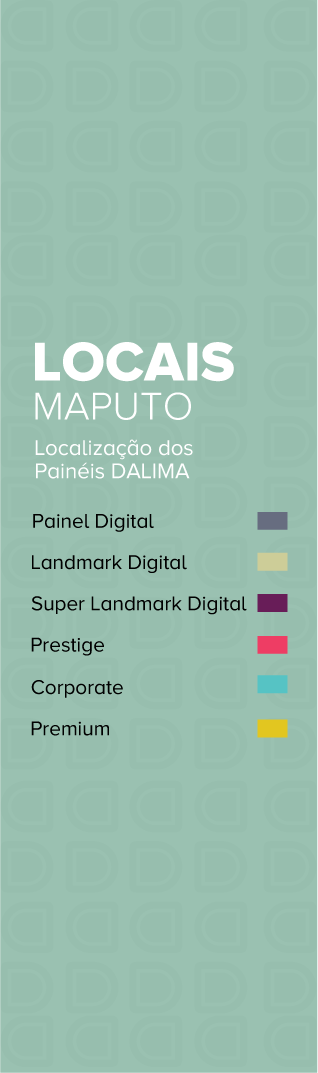 LOCAIS
MAPUTO
Localização dos
Painéis DALIMA
Painel Digital
Landmark Digital
Super Landmark Digital
Prestige
Corporate
Premium